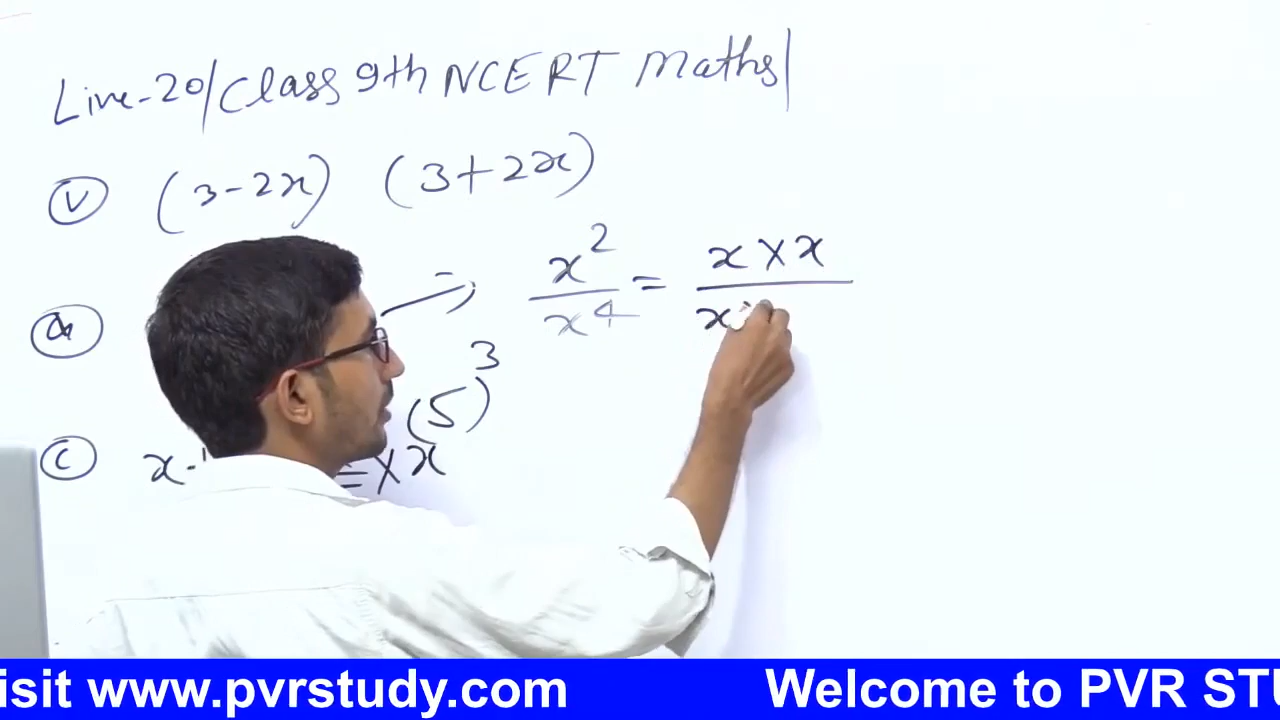 Live-20/Class 9th NCERT Maths/
(v) (3-2x) (3+2x)
x²/x⁴ = x×x/x×
(a)
(5)³
(c) x+ = ×x
isit www.pvrstudy.com Welcome to PVR STU